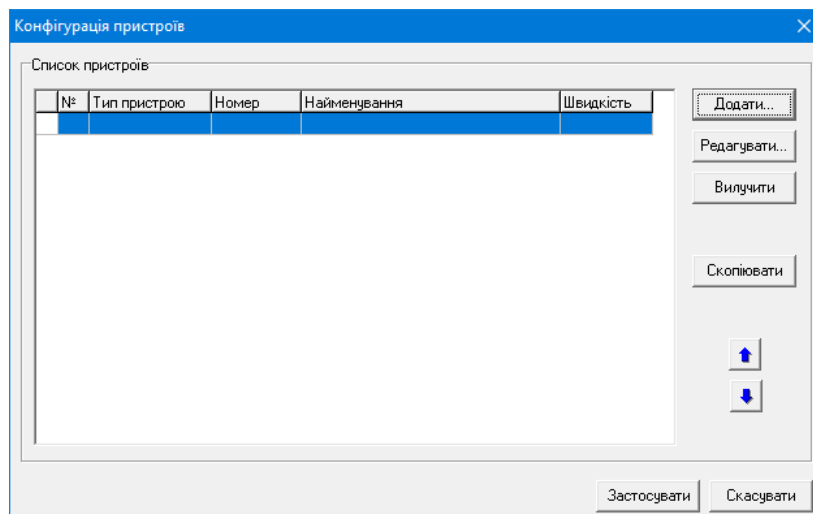 Конфігурація пристроїв
Список пристроїв
№ Тип пристрою Номер Найменування Швидкість
Додати...
Редагувати...
Вилучити
Скопіювати
Застосувати Скасувати